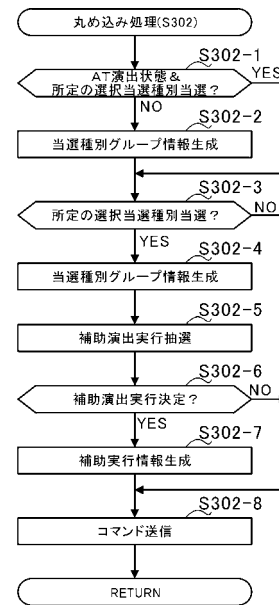 丸め込み処理(S302)
S302-1
AT演出状態&
所定の選択当選種別当選?
YES
NO
S302-2
当選種別グループ情報生成
S302-3
所定の選択当選種別当選?
NO
YES
S302-4
当選種別グループ情報生成
S302-5
補助演出実行抽選
S302-6
補助演出実行決定?
NO
YES
S302-7
補助実行情報生成
S302-8
コマンド送信
RETURN